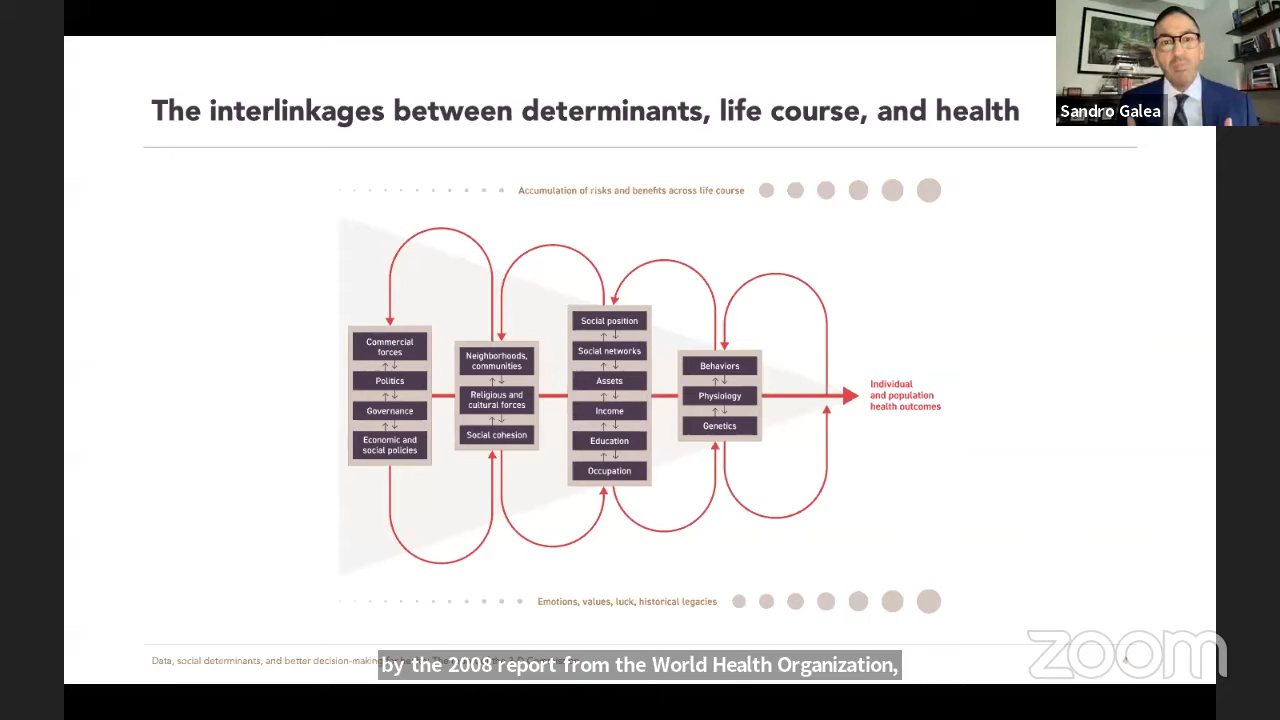 Sandro Galea
The interlinkages between determinants, life course, and health
Accumulation of risks and benefits across life course
Commercial
forces
Politics
Governance
Economic and
social policies
Neighborhoods,
communities
Religious and
cultural forces
Social cohesion
Social position
Social networks
Assets
Income
Education
Occupation
Behaviors
Physiology
Genetics
Individual
and population
health outcomes
Emotions, values, luck, historical legacies
Data, social determinants, and better decision-making
by the 2008 report from the World Health Organization,
zoom